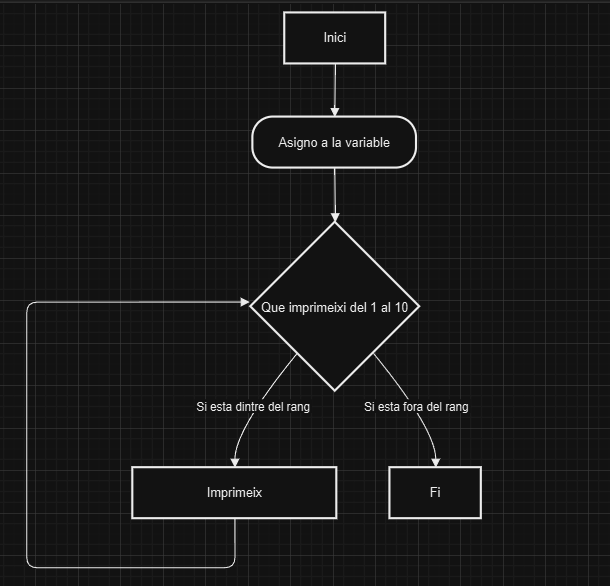 Inici
Asigno a la variable
Que imprimeixi del 1 al 10
Si esta dintre del rang
Si esta fora del rang
Imprimeix
Fi